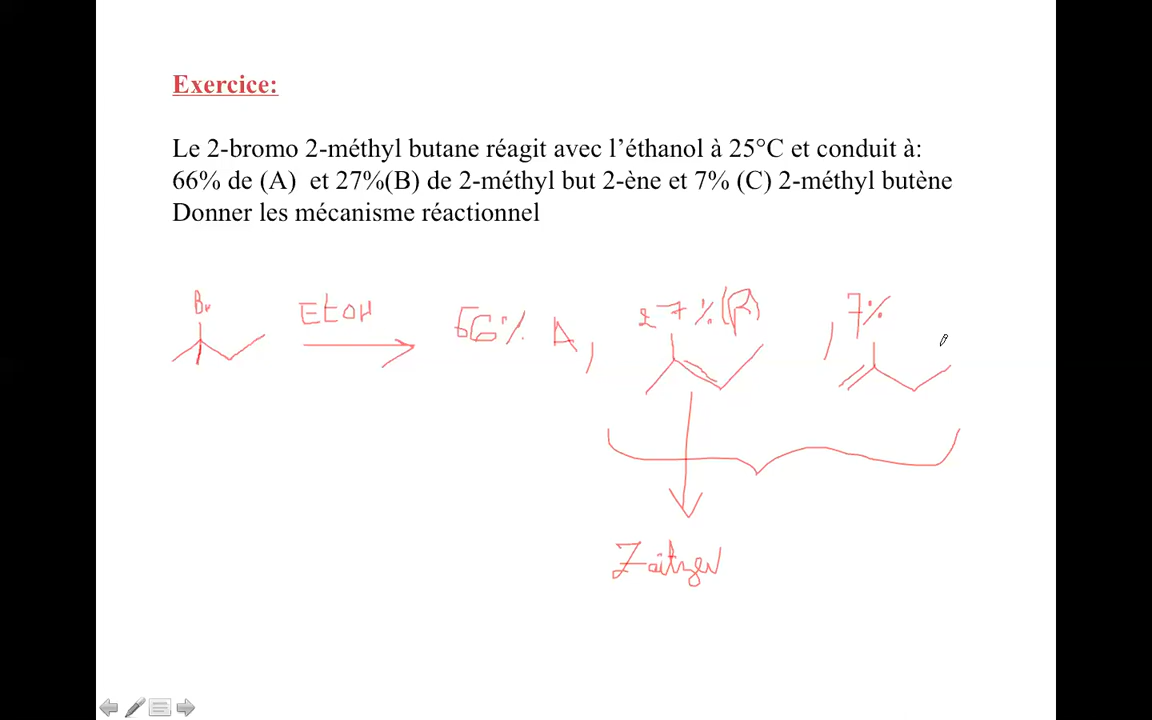 Exercice:
Le 2-bromo 2-méthyl butane réagit avec l’éthanol à 25°C et conduit à:
66% de (A) et 27%(B) de 2-méthyl but 2-ène et 7% (C) 2-méthyl butène
Donner les mécanisme réactionnel
Br
EtOH
66% A,
27%(B)
, 7%
Zaitzev